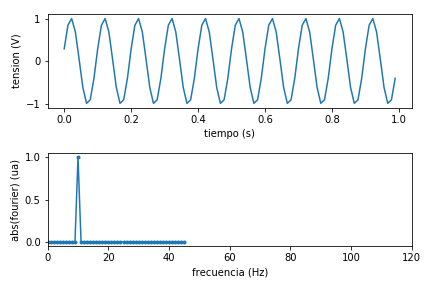 1
0
−1
tension (V)
0.0 0.2 0.4 0.6 0.8 1.0
tiempo (s)
1.0
0.5
0.0
abs(fourier) (ua)
0 20 40 60 80 100 120
frecuencia (Hz)